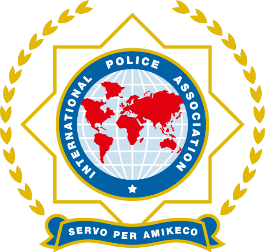 INTERNATIONAL POLICE ASSOCIATION
SERVO PER AMIKECO